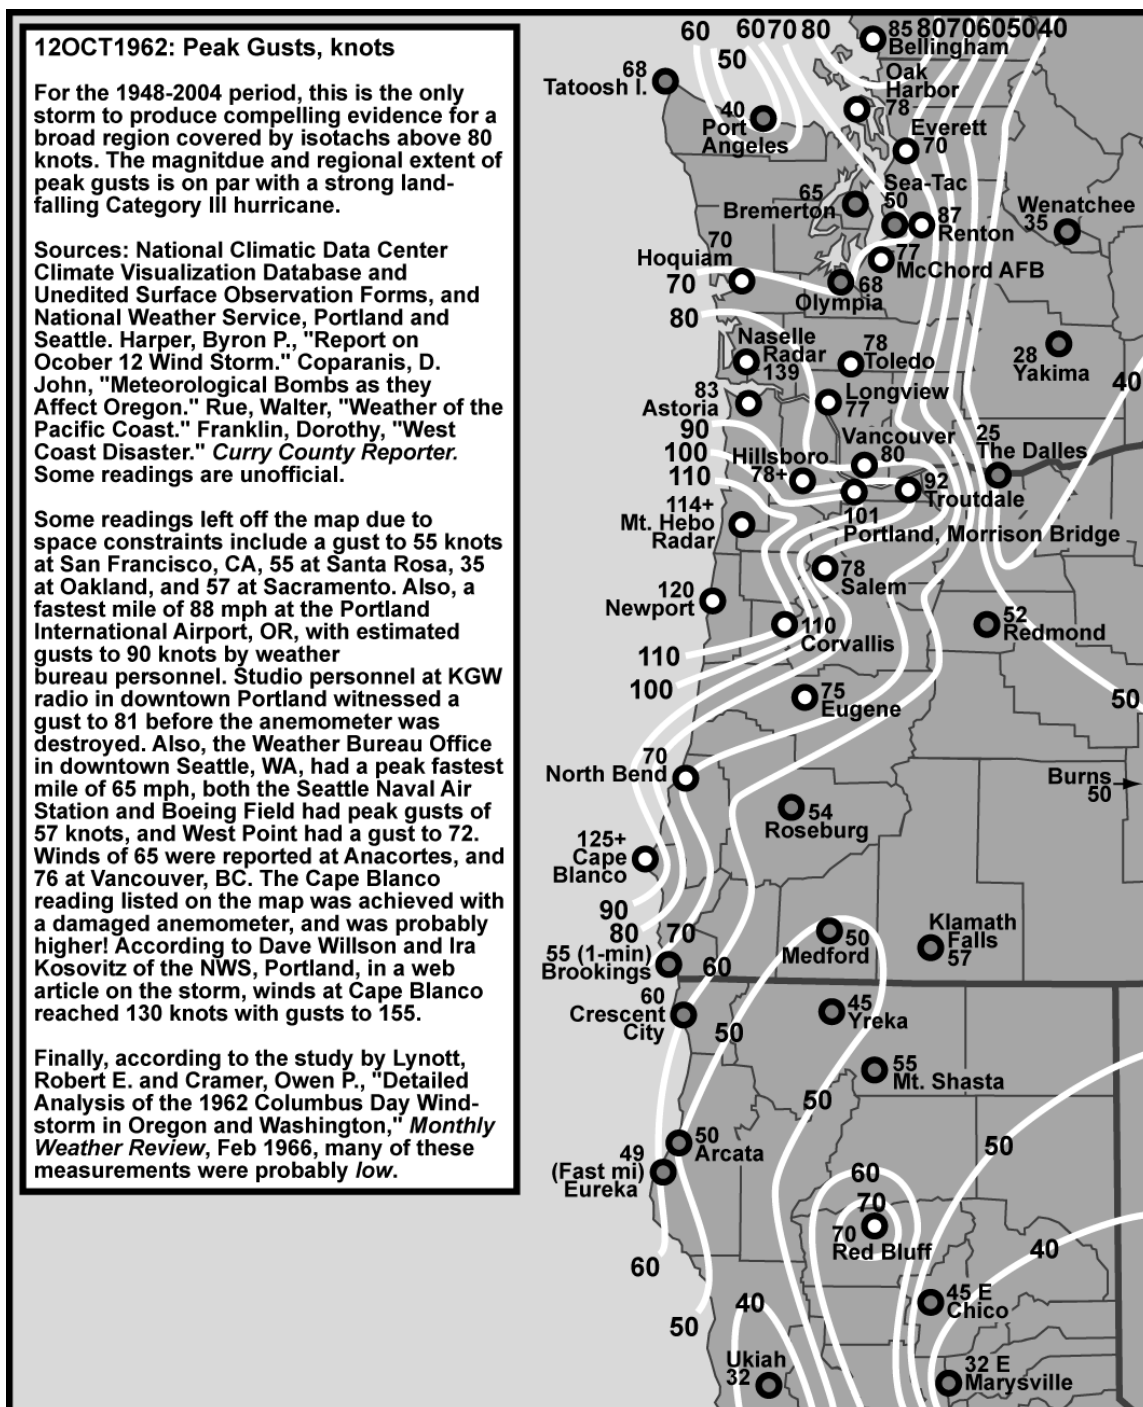 12OCT1962: Peak Gusts, knots
For the 1948-2004 period, this is the only
storm to produce compelling evidence for a
broad region covered by isotachs above 80
knots. The magnitdue and regional extent of
peak gusts is on par with a strong land-
falling Category III hurricane.
Sources: National Climatic Data Center
Climate Visualization Database and
Unedited Surface Observation Forms, and
National Weather Service, Portland and
Seattle. Harper, Byron P., "Report on
Ocober 12 Wind Storm." Coparanis, D.
John, "Meteorological Bombs as they
Affect Oregon." Rue, Walter, "Weather of the
Pacific Coast." Franklin, Dorothy, "West
Coast Disaster." Curry County Reporter.
Some readings are unofficial.
Some readings left off the map due to
space constraints include a gust to 55 knots
at San Francisco, CA, 55 at Santa Rosa, 35
at Oakland, and 57 at Sacramento. Also, a
fastest mile of 88 mph at the Portland
International Airport, OR, with estimated
gusts to 90 knots by weather
bureau personnel. Studio personnel at KGW
radio in downtown Portland witnessed a
gust to 81 before the anemometer was
destroyed. Also, the Weather Bureau Office
in downtown Seattle, WA, had a peak fastest
mile of 65 mph, both the Seattle Naval Air
Station and Boeing Field had peak gusts of
57 knots, and West Point had a gust to 72.
Winds of 65 were reported at Anacortes, and
76 at Vancouver, BC. The Cape Blanco
reading listed on the map was achieved with
a damaged anemometer, and was probably
higher! According to Dave Willson and Ira
Kosovitz of the NWS, Portland, in a web
article on the storm, winds at Cape Blanco
reached 130 knots with gusts to 155.
Finally, according to the study by Lynott,
Robert E. and Cramer, Owen P., "Detailed
Analysis of the 1962 Columbus Day Wind-
storm in Oregon and Washington," Monthly
Weather Review, Feb 1966, many of these
measurements were probably low.
60
60 70 80
50
85
Bellingham
80 70 60 50 40
68
Tatoosh I.
40
Port
Angeles
Oak
Harbor
78
Everett
70
65
Bremerton
Sea-Tac
50
87
Renton
Wenatchee
35
70
Hoquiam
70
77
McChord AFB
68
Olympia
80
Naselle
Radar
139
78
Toledo
28
Yakima
40
83
Astoria
Longview
77
90
100
110
Vancouver
80
25
The Dalles
Hillsboro
78+
92
Troutdale
101
Portland, Morrison Bridge
114+
Mt. Hebo
Radar
78
Salem
120
Newport
110
Corvallis
52
Redmond
110
100
50
75
Eugene
70
North Bend
Burns
50
54
Roseburg
125+
Cape
Blanco
90
80
70
60
50
Medford
Klamath
Falls
57
55 (1-min)
Brookings
60
Crescent
City
50
45
Yreka
55
Mt. Shasta
50
50
50
Arcata
49
(Fast mi)
Eureka
60
70
70
Red Bluff
40
60
50
40
45 E
Chico
Ukiah
32
32 E
Marysville